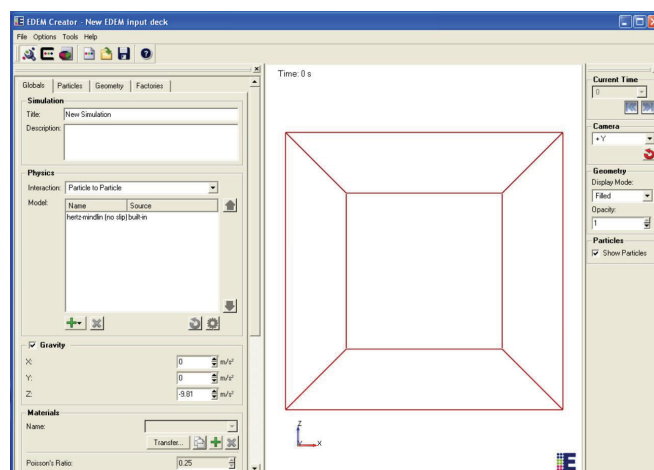 EDEM Creator - New EDEM input deck
File Options Tools Help
Globals Particles Geometry Factories
Simulation
Title: New Simulation
Description:
Physics
Interaction: Particle to Particle
Model: Name Source
hertz-mindlin (no slip) built-in
Gravity
X: 0 m/s²
Y: 0 m/s²
Z: -9.81 m/s²
Materials
Name:
Transfer...
Poisson's Ratio: 0.25
Time: 0 s
Z
X
Current Time
0
Camera
+Y
Geometry
Display Mode:
Filled
Opacity:
1
Particles
Show Particles